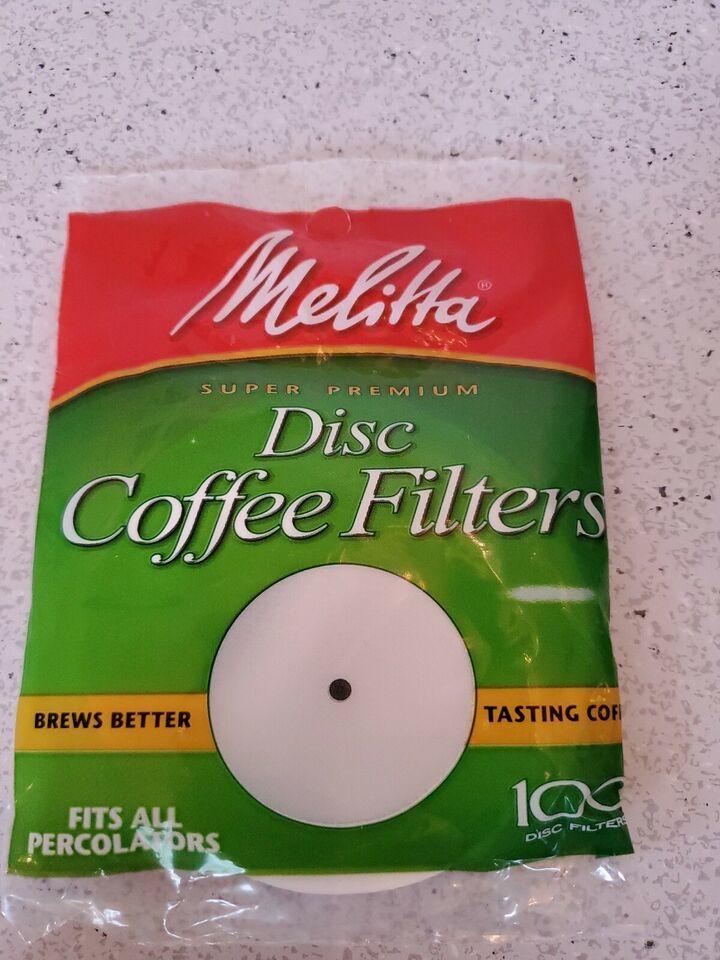 Melitta®
SUPER PREMIUM
Disc
Coffee Filters
BREWS BETTER
TASTING COF
FITS ALL
PERCOLATORS
100
DISC FILTERS